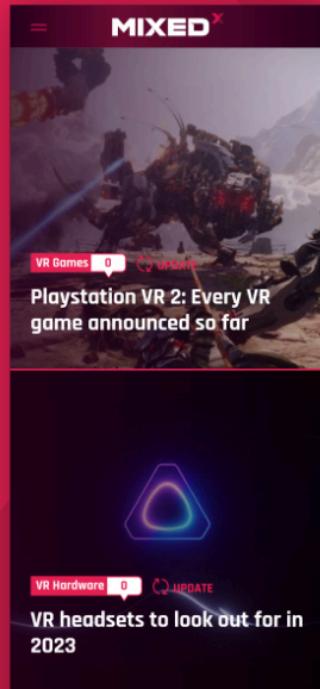 MIXED X
VR Games 0 UPDATE
Playstation VR 2: Every VR
game announced so far
VR Hardware 0 UPDATE
VR headsets to look out for in
2023